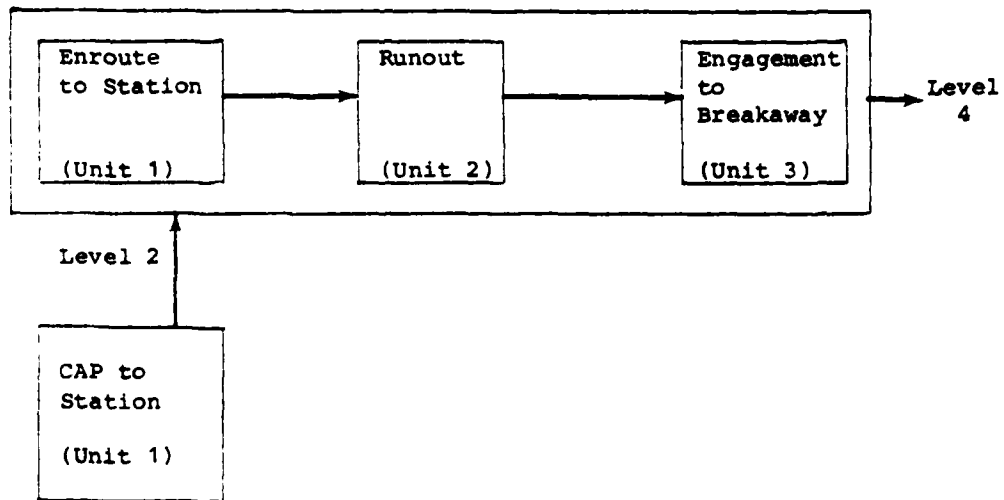 Enroute
to Station
(Unit 1)
Runout
(Unit 2)
Engagement
to
Breakaway
(Unit 3)
Level
4
Level 2
CAP to
Station
(Unit 1)